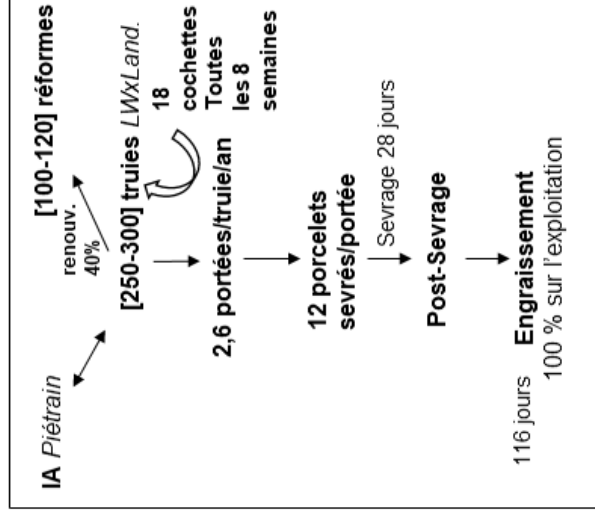 IA Piétrain
[100-120] réformes
renouv.
40%
[250-300] truies LWxLand.
18
cochettes
Toutes
les 8
semaines
2,6 portées/truie/an
12 porcelets
sevrés/portée
Sevrage 28 jours
Post-Sevrage
116 jours
Engraissement
100 % sur l'exploitation